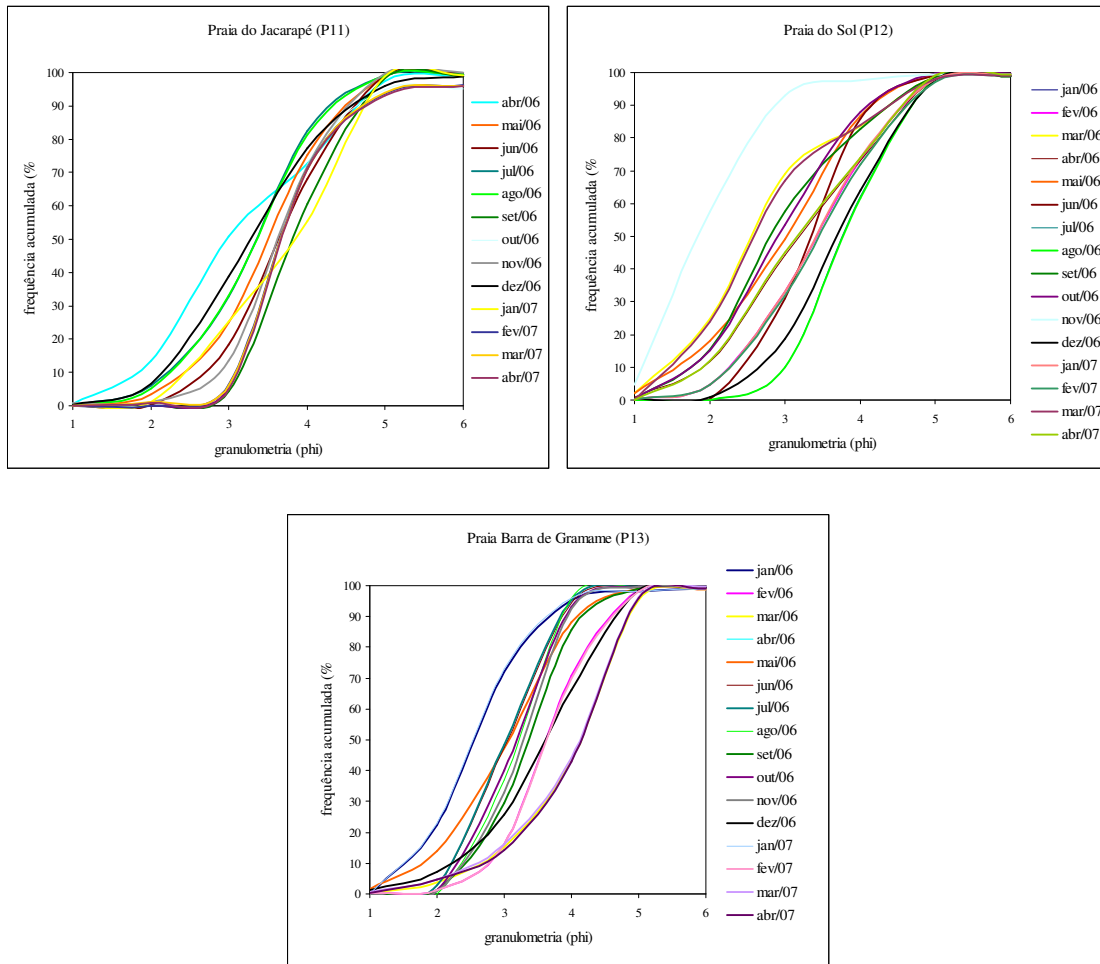 Praia do Jacarapé (P11)
frequência acumulada (%)
100
90
80
70
60
50
40
30
20
10
0
1 2 3 4 5 6
granulometria (phi)
abr/06
mai/06
jun/06
jul/06
ago/06
set/06
out/06
nov/06
dez/06
jan/07
fev/07
mar/07
abr/07
Praia do Sol (P12)
frequência acumulada (%)
100
90
80
70
60
50
40
30
20
10
0
1 2 3 4 5 6
granulometria (phi)
jan/06
fev/06
mar/06
abr/06
mai/06
jun/06
jul/06
ago/06
set/06
out/06
nov/06
dez/06
jan/07
fev/07
mar/07
abr/07
Praia Barra de Gramame (P13)
frequência acumulada (%
100
90
80
70
60
50
40
30
20
10
0
1 2 3 4 5 6
granulometria (phi)
jan/06
fev/06
mar/06
abr/06
mai/06
jun/06
jul/06
ago/06
set/06
out/06
nov/06
dez/06
jan/07
fev/07
mar/07
abr/07